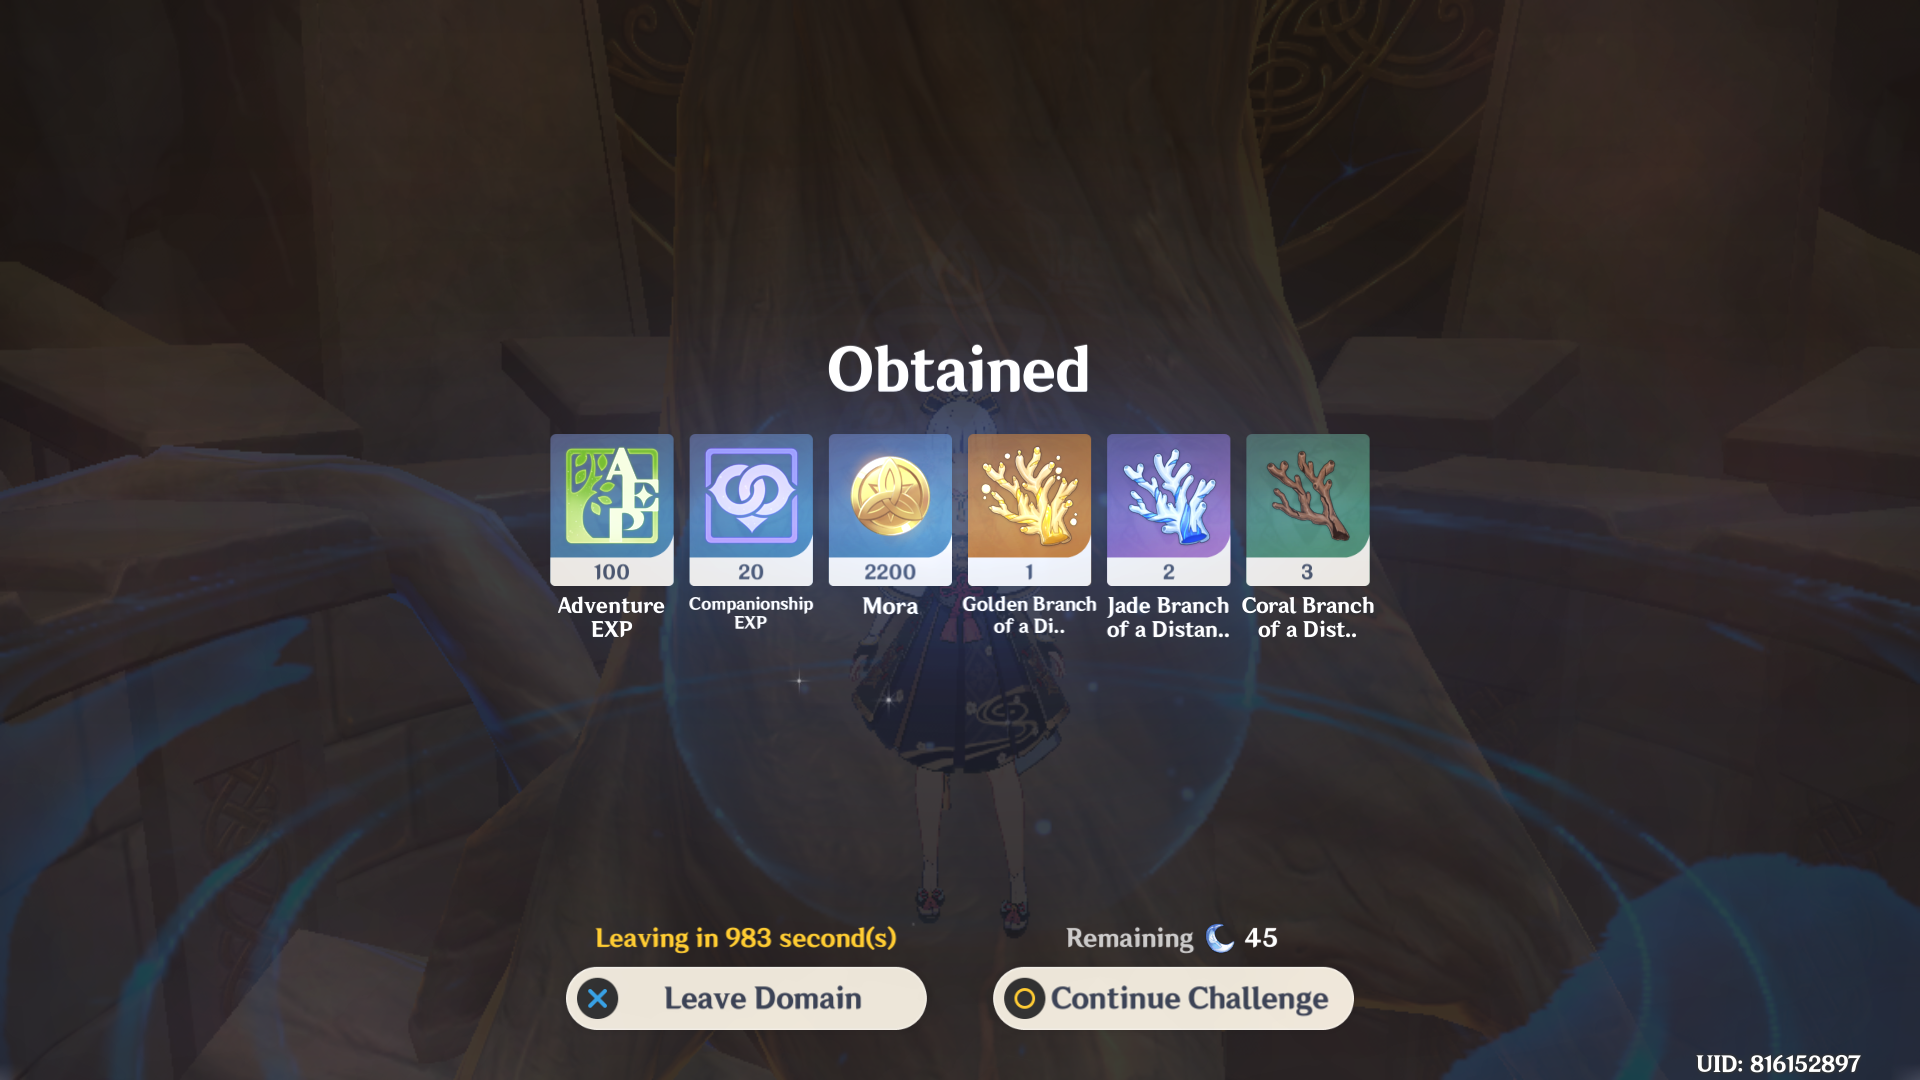 Obtained
AEP
100
20
2200
1
2
3
Adventure
EXP
Companionship
EXP
Mora
Golden Branch
of a Di..
Jade Branch
of a Distan..
Coral Branch
of a Dist..
Leaving in 983 second(s)
Remaining 45
Leave Domain
Continue Challenge
UID: 816152897